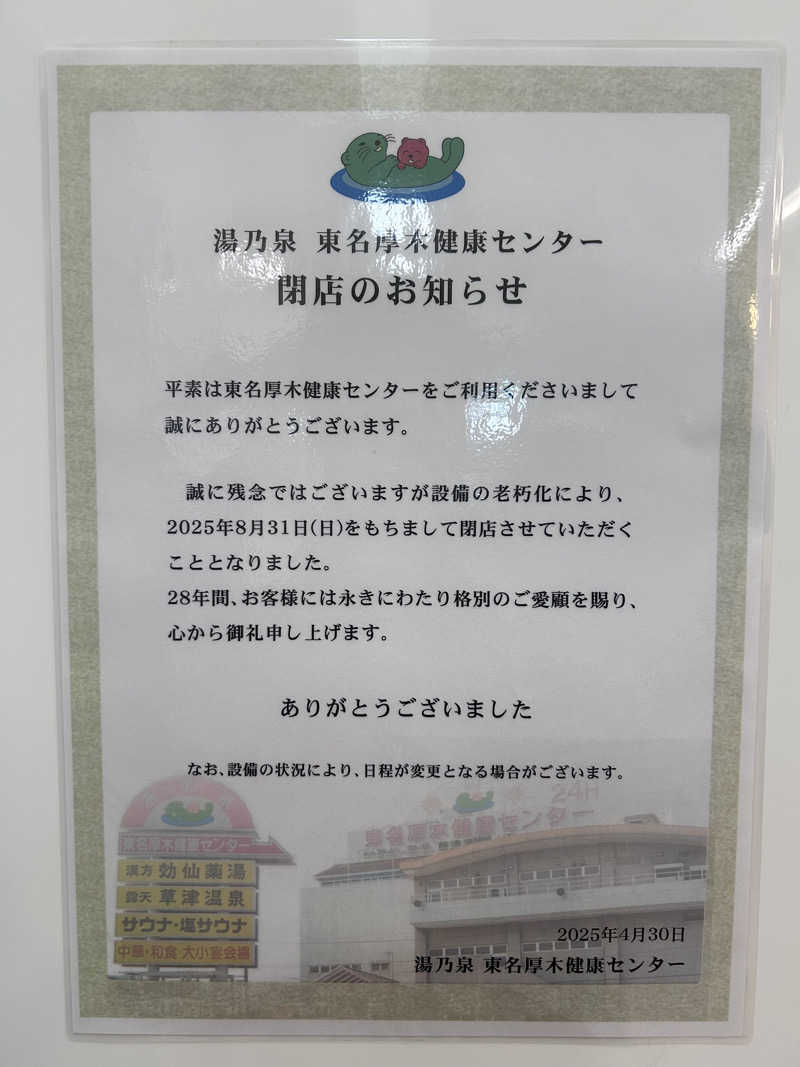 湯乃泉 東名厚木健康センター
閉店のお知らせ
平素は東名厚木健康センターをご利用くださいまして
誠にありがとうございます。
誠に残念ではございますが設備の老朽化により、
2025年8月31日(日)をもちまして閉店させていただく
こととなりました。
28年間、お客様には永きにわたり格別のご愛顧を賜り、
心から御礼申し上げます。
ありがとうございました
なお、設備の状況により、日程が変更となる場合がございます。
24H
東名厚木健康センター
東名厚木健康センター
漢方 効仙薬湯
露天 草津温泉
サウナ・塩サウナ
中華・和食 大小宴会場
2025年4月30日
湯乃泉 東名厚木健康センター